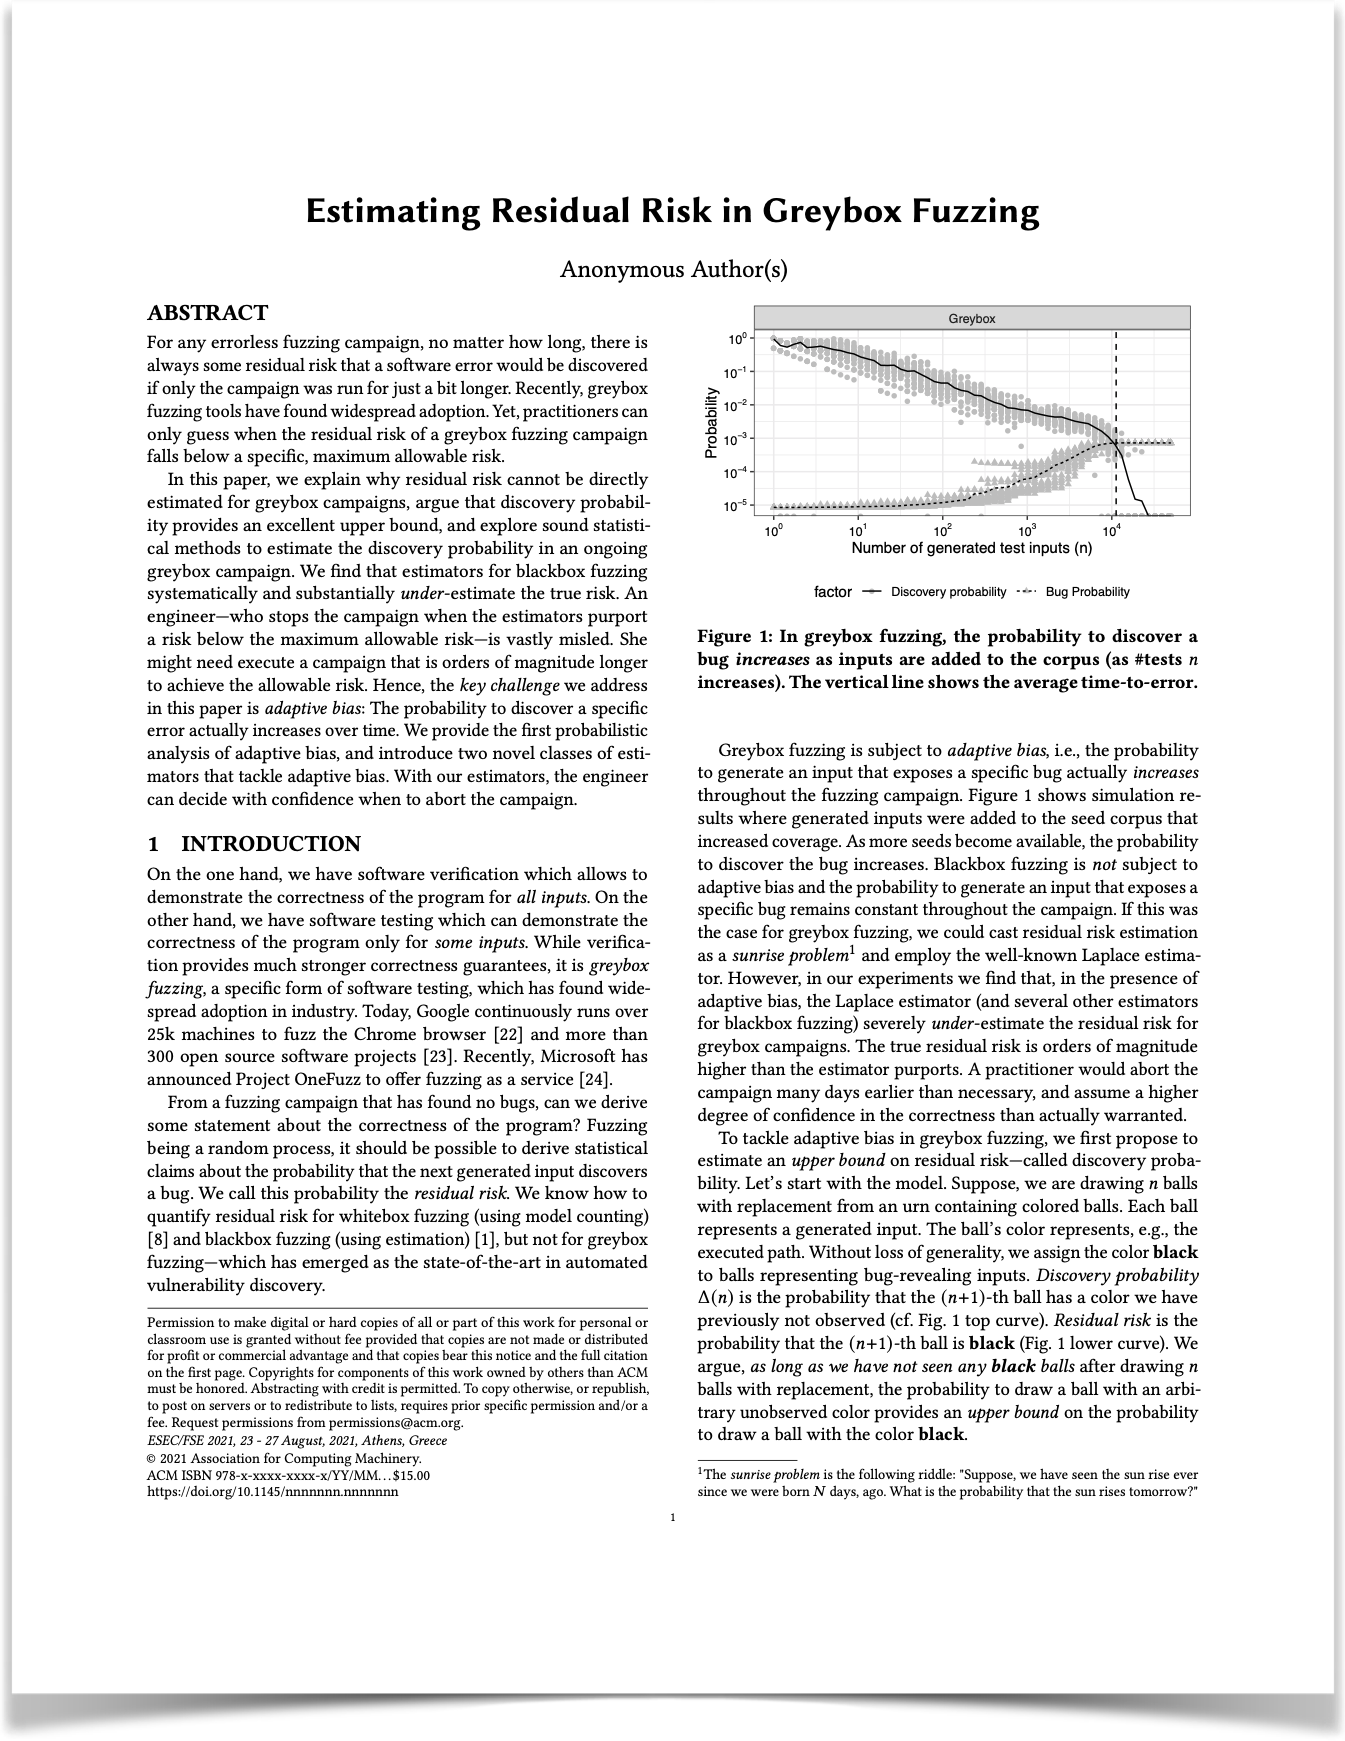 Estimating Residual Risk in Greybox Fuzzing
Anonymous Author(s)
ABSTRACT
For any errorless fuzzing campaign, no matter how long, there is
always some residual risk that a software error would be discovered
if only the campaign was run for just a bit longer. Recently, greybox
fuzzing tools have found widespread adoption. Yet, practitioners can
only guess when the residual risk of a greybox fuzzing campaign
falls below a specific, maximum allowable risk.
In this paper, we explain why residual risk cannot be directly
estimated for greybox campaigns, argue that discovery probabil-
ity provides an excellent upper bound, and explore sound statisti-
cal methods to estimate the discovery probability in an ongoing
greybox campaign. We find that estimators for blackbox fuzzing
systematically and substantially under-estimate the true risk. An
engineer—who stops the campaign when the estimators purport
a risk below the maximum allowable risk—is vastly misled. She
might need execute a campaign that is orders of magnitude longer
to achieve the allowable risk. Hence, the key challenge we address
in this paper is adaptive bias: The probability to discover a specific
error actually increases over time. We provide the first probabilistic
analysis of adaptive bias, and introduce two novel classes of esti-
mators that tackle adaptive bias. With our estimators, the engineer
can decide with confidence when to abort the campaign.
1 INTRODUCTION
On the one hand, we have software verification which allows to
demonstrate the correctness of the program for all inputs. On the
other hand, we have software testing which can demonstrate the
correctness of the program only for some inputs. While verifica-
tion provides much stronger correctness guarantees, it is greybox
fuzzing, a specific form of software testing, which has found wide-
spread adoption in industry. Today, Google continuously runs over
25k machines to fuzz the Chrome browser [22] and more than
300 open source software projects [23]. Recently, Microsoft has
announced Project OneFuzz to offer fuzzing as a service [24].
From a fuzzing campaign that has found no bugs, can we derive
some statement about the correctness of the program? Fuzzing
being a random process, it should be possible to derive statistical
claims about the probability that the next generated input discovers
a bug. We call this probability the residual risk. We know how to
quantify residual risk for whitebox fuzzing (using model counting)
[8] and blackbox fuzzing (using estimation) [1], but not for greybox
fuzzing—which has emerged as the state-of-the-art in automated
vulnerability discovery.
Permission to make digital or hard copies of all or part of this work for personal or
classroom use is granted without fee provided that copies are not made or distributed
for profit or commercial advantage and that copies bear this notice and the full citation
on the first page. Copyrights for components of this work owned by others than ACM
must be honored. Abstracting with credit is permitted. To copy otherwise, or republish,
to post on servers or to redistribute to lists, requires prior specific permission and/or a
fee. Request permissions from permissions@acm.org.
ESEC/FSE 2021, 23 - 27 August, 2021, Athens, Greece
© 2021 Association for Computing Machinery.
ACM ISBN 978-x-xxxx-xxxx-x/YY/MM...$15.00
https://doi.org/10.1145/nnnnnnn.nnnnnnn
Greybox
Probability
10⁰
10⁻¹
10⁻²
10⁻³
10⁻⁴
10⁻⁵
10⁰ 10¹ 10² 10³ 10⁴
Number of generated test inputs (n)
factor Discovery probability Bug Probability
Figure 1: In greybox fuzzing, the probability to discover a
bug increases as inputs are added to the corpus (as #tests n
increases). The vertical line shows the average time-to-error.
Greybox fuzzing is subject to adaptive bias, i.e., the probability
to generate an input that exposes a specific bug actually increases
throughout the fuzzing campaign. Figure 1 shows simulation re-
sults where generated inputs were added to the seed corpus that
increased coverage. As more seeds become available, the probability
to discover the bug increases. Blackbox fuzzing is not subject to
adaptive bias and the probability to generate an input that exposes a
specific bug remains constant throughout the campaign. If this was
the case for greybox fuzzing, we could cast residual risk estimation
as a sunrise problem¹ and employ the well-known Laplace estima-
tor. However, in our experiments we find that, in the presence of
adaptive bias, the Laplace estimator (and several other estimators
for blackbox fuzzing) severely under-estimate the residual risk for
greybox campaigns. The true residual risk is orders of magnitude
higher than the estimator purports. A practitioner would abort the
campaign many days earlier than necessary, and assume a higher
degree of confidence in the correctness than actually warranted.
To tackle adaptive bias in greybox fuzzing, we first propose to
estimate an upper bound on residual risk—called discovery proba-
bility. Let's start with the model. Suppose, we are drawing n balls
with replacement from an urn containing colored balls. Each ball
represents a generated input. The ball's color represents, e.g., the
executed path. Without loss of generality, we assign the color black
to balls representing bug-revealing inputs. Discovery probability
Δ(n) is the probability that the (n+1)-th ball has a color we have
previously not observed (cf. Fig. 1 top curve). Residual risk is the
probability that the (n+1)-th ball is black (Fig. 1 lower curve). We
argue, as long as we have not seen any black balls after drawing n
balls with replacement, the probability to draw a ball with an arbi-
trary unobserved color provides an upper bound on the probability
to draw a ball with the color black.
¹The sunrise problem is the following riddle: "Suppose, we have seen the sun rise ever
since we were born N days, ago. What is the probability that the sun rises tomorrow?"
1